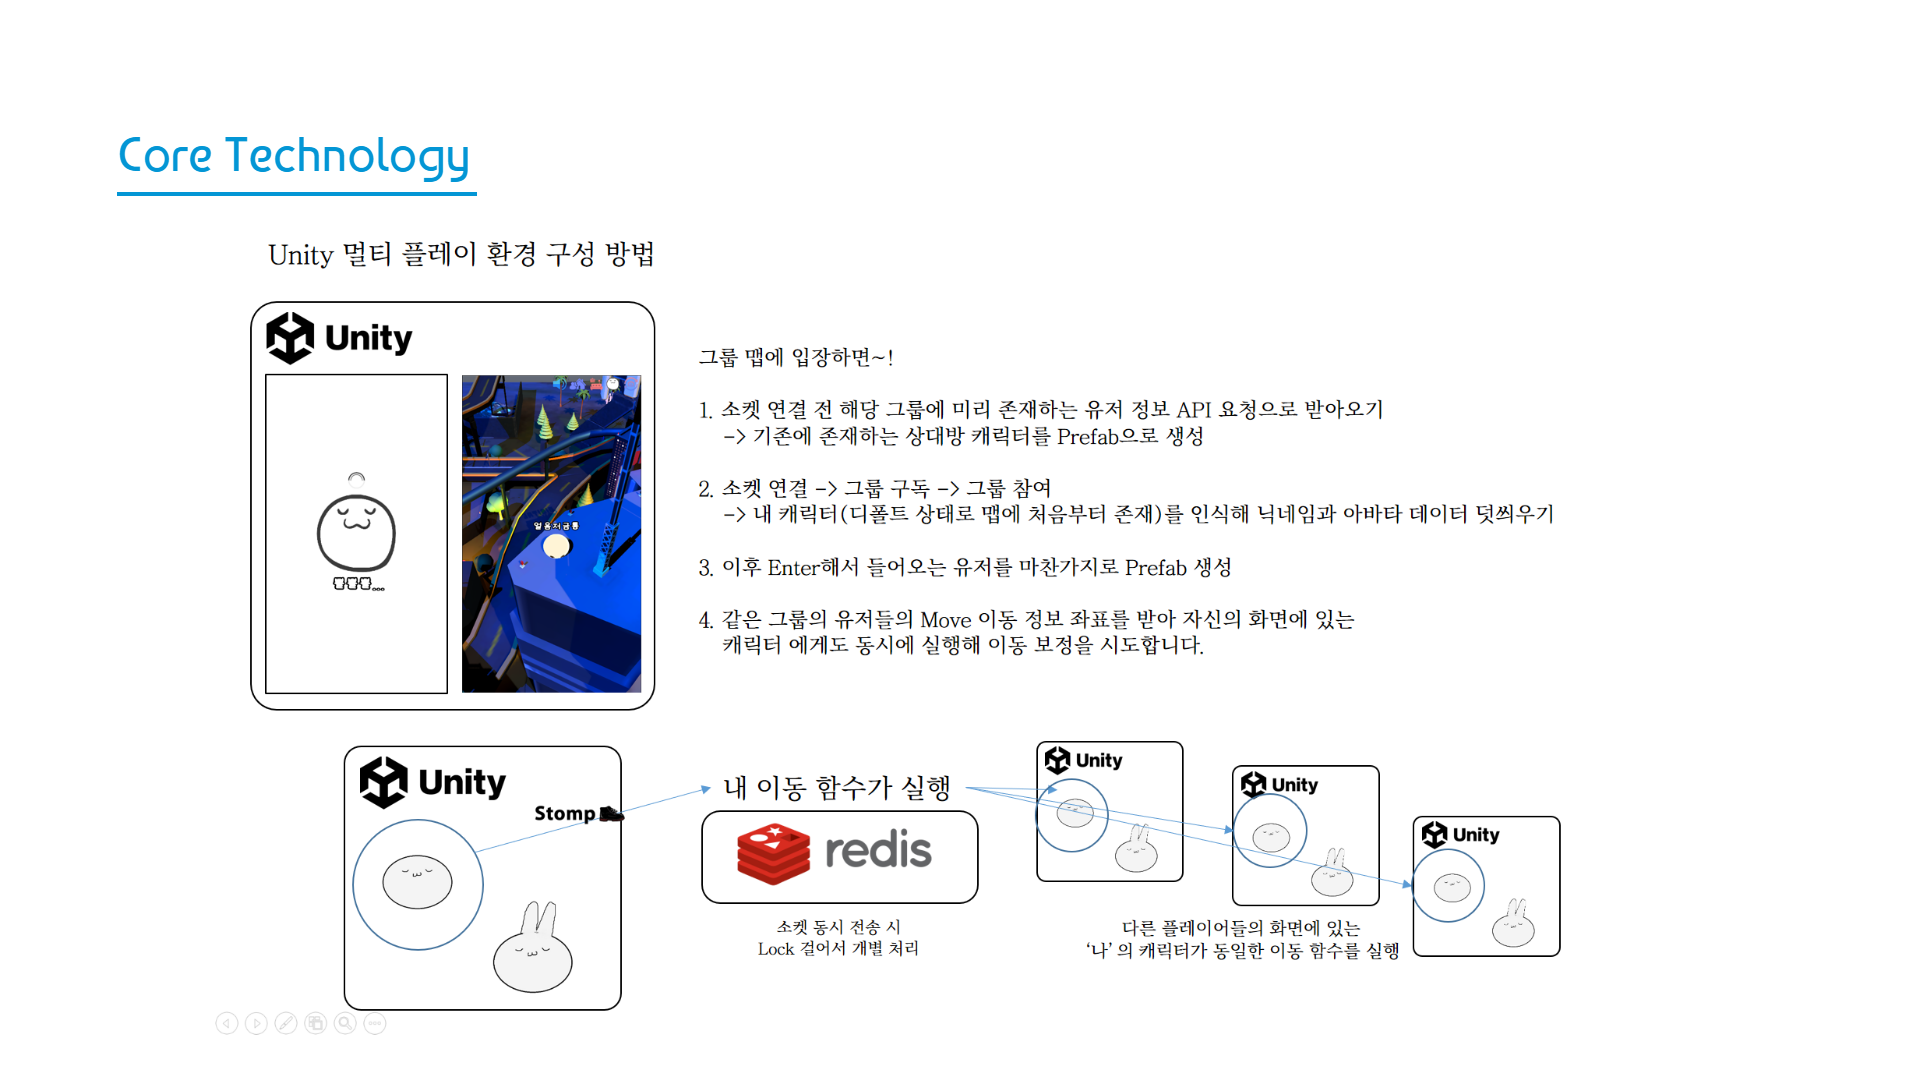 Core Technology
Unity 멀티 플레이 환경 구성 방법
Unity
얼음저금통
그룹 맵에 입장하면~!
1. 소켓 연결 전 해당 그룹에 미리 존재하는 유저 정보 API 요청으로 받아오기
-> 기존에 존재하는 상대방 캐릭터를 Prefab으로 생성
2. 소켓 연결 -> 그룹 구독 -> 그룹 참여
-> 내 캐릭터(디폴트 상태로 맵에 처음부터 존재)를 인식해 닉네임과 아바타 데이터 덧씌우기
3. 이후 Enter해서 들어오는 유저를 마찬가지로 Prefab 생성
4. 같은 그룹의 유저들의 Move 이동 정보 좌표를 받아 자신의 화면에 있는
캐릭터 에게도 동시에 실행해 이동 보정을 시도합니다.
Unity
Stomp
내 이동 함수가 실행
redis
소켓 동시 전송 시
Lock 걸어서 개별 처리
Unity
Unity
Unity
다른 플레이어들의 화면에 있는
‘나’ 의 캐릭터가 동일한 이동 함수를 실행